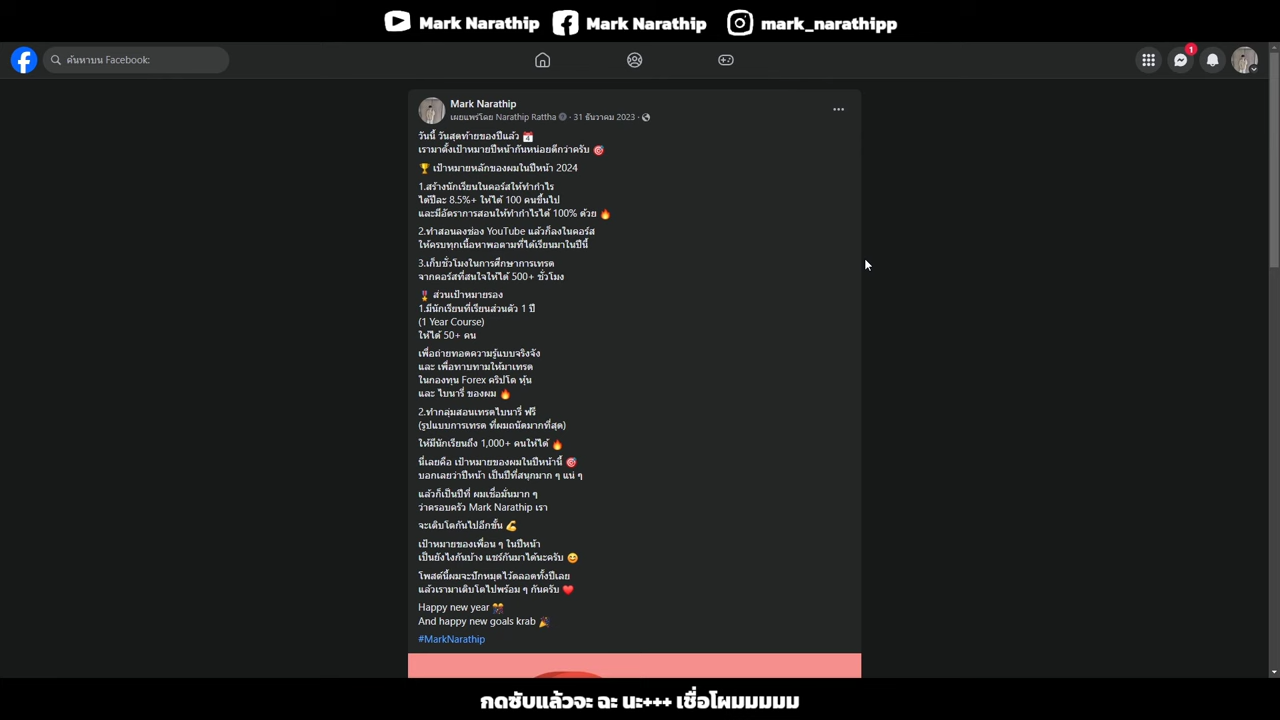 Mark Narathip Mark Narathip mark_narathipp
ค้นหาบน Facebook:
1
Mark Narathip
เผยแพร่โดย Narathip Rattha · 31 ธันวาคม 2023 ·
วันนี้ วันสุดท้ายของปีแล้ว 📆
เรามาตั้งเป้าหมายปีหน้ากันหน่อยดีกว่าครับ 🎯
🏆 เป้าหมายหลักของผมในปีหน้า 2024
1.สร้างนักเรียนในคอร์สให้ทำกำไร
ได้ปีละ 8.5%+ ให้ได้ 100 คนขึ้นไป
และมีอัตราการสอนให้ทำกำไรได้ 100% ด้วย 🔥
2.ทำสอนลงช่อง YouTube แล้วก็ลงในคอร์ส
ให้ครบทุกเนื้อหาพอตามที่ได้เรียนมาในปีนี้
3.เก็บชั่วโมงในการศึกษาการเทรด
จากคอร์สที่สนใจให้ได้ 500+ ชั่วโมง
🎖️ ส่วนเป้าหมายรอง
1.มีนักเรียนที่เรียนส่วนตัว 1 ปี
(1 Year Course)
ให้ได้ 50+ คน
เพื่อถ่ายทอดความรู้แบบจริงจัง
และ เพื่อทาบทามให้มาเทรด
ในกองทุน Forex คริปโต หุ้น
และ ไบนารี่ ของผม 🔥
2.ทำกลุ่มสอนเทรดไบนารี่ ฟรี
(รูปแบบการเทรด ที่ผมถนัดมากที่สุด)
ให้มีนักเรียนถึง 1,000+ คนให้ได้ 🔥
นี่เลยคือ เป้าหมายของผมในปีหน้านี้ 🎯
บอกเลยว่าปีหน้า เป็นปีที่สนุกมาก ๆ แน่ ๆ
แล้วก็เป็นปีที่ ผมเชื่อมั่นมาก ๆ
ว่าครอบครัว Mark Narathip เรา
จะเติบโตกันไปอีกขั้น 💪
เป้าหมายของเพื่อน ๆ ในปีหน้า
เป็นยังไงกันบ้าง แชร์กันมาได้นะครับ 😊
โพสต์นี้ผมจะปักหมุดไว้ตลอดทั้งปีเลย
แล้วเรามาเติบโตไปพร้อม ๆ กันครับ ❤️
Happy new year 🎊
And happy new goals krab 🎉
#MarkNarathip
กดซับแล้วจะ ฉะ นะ+++ เชื่อโผมมมมม